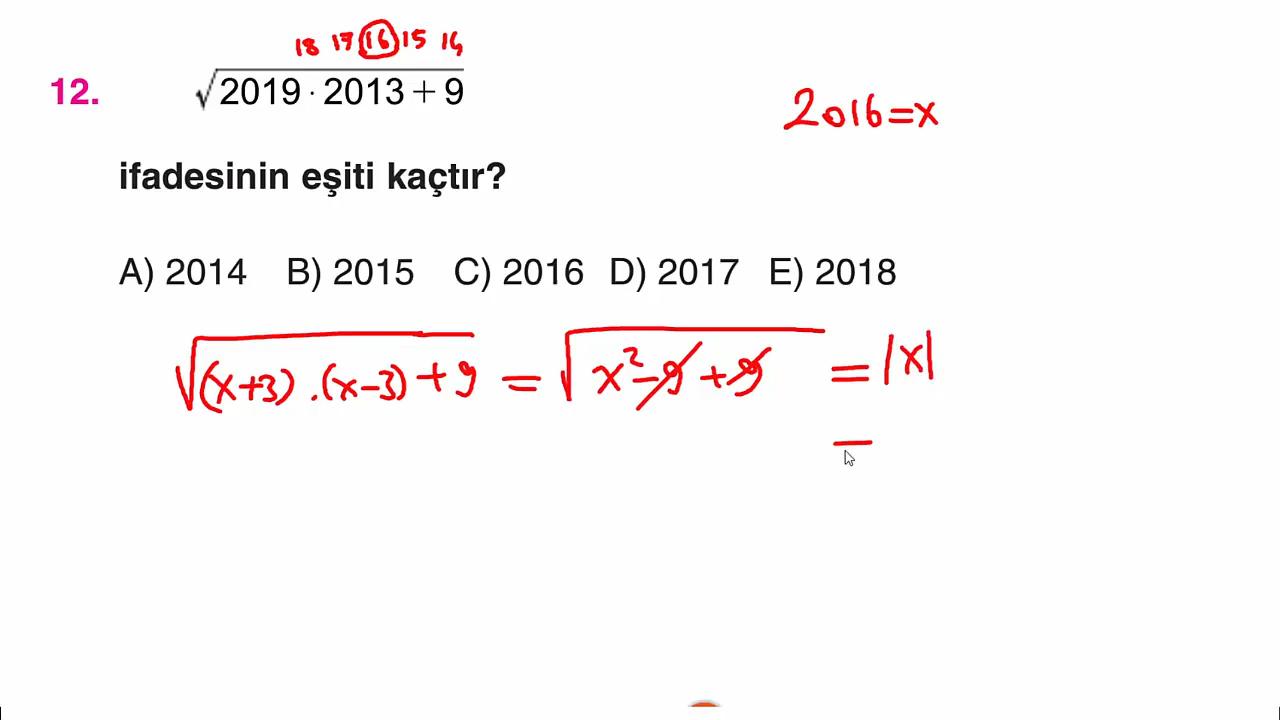 18 17 16 15 14
12. √2019 · 2013 + 9
2016=x
ifadesinin eşiti kaçtır?
A) 2014 B) 2015 C) 2016 D) 2017 E) 2018
√(x+3) .(x-3) +9 = √x²-9 +9 = |x|
=